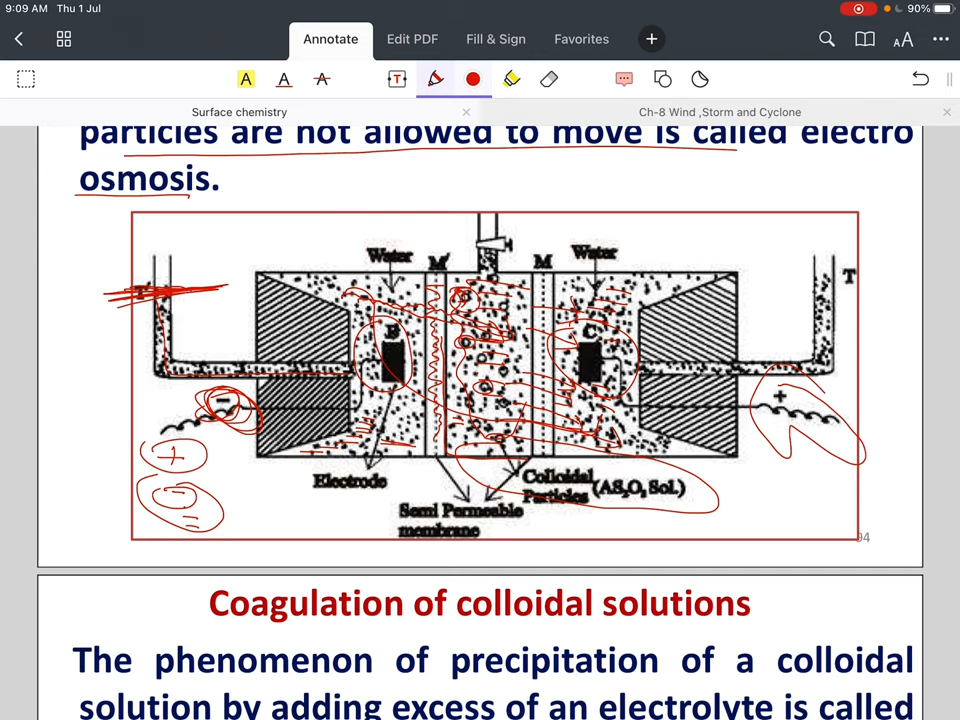 9:09 AM Thu 1 Jul
90%
Annotate Edit PDF Fill & Sign Favorites
Surface chemistry
Ch-8 Wind ,Storm and Cyclone
particles are not allowed to move is called electro
osmosis.
Water M' M Water
T' T
B C
- +
+
-
Electrode
Colloidal
Particles (AS₂O₃ Sol.)
Semi Permeable
membrane
94
Coagulation of colloidal solutions
The phenomenon of precipitation of a colloidal
solution by adding excess of an electrolyte is called